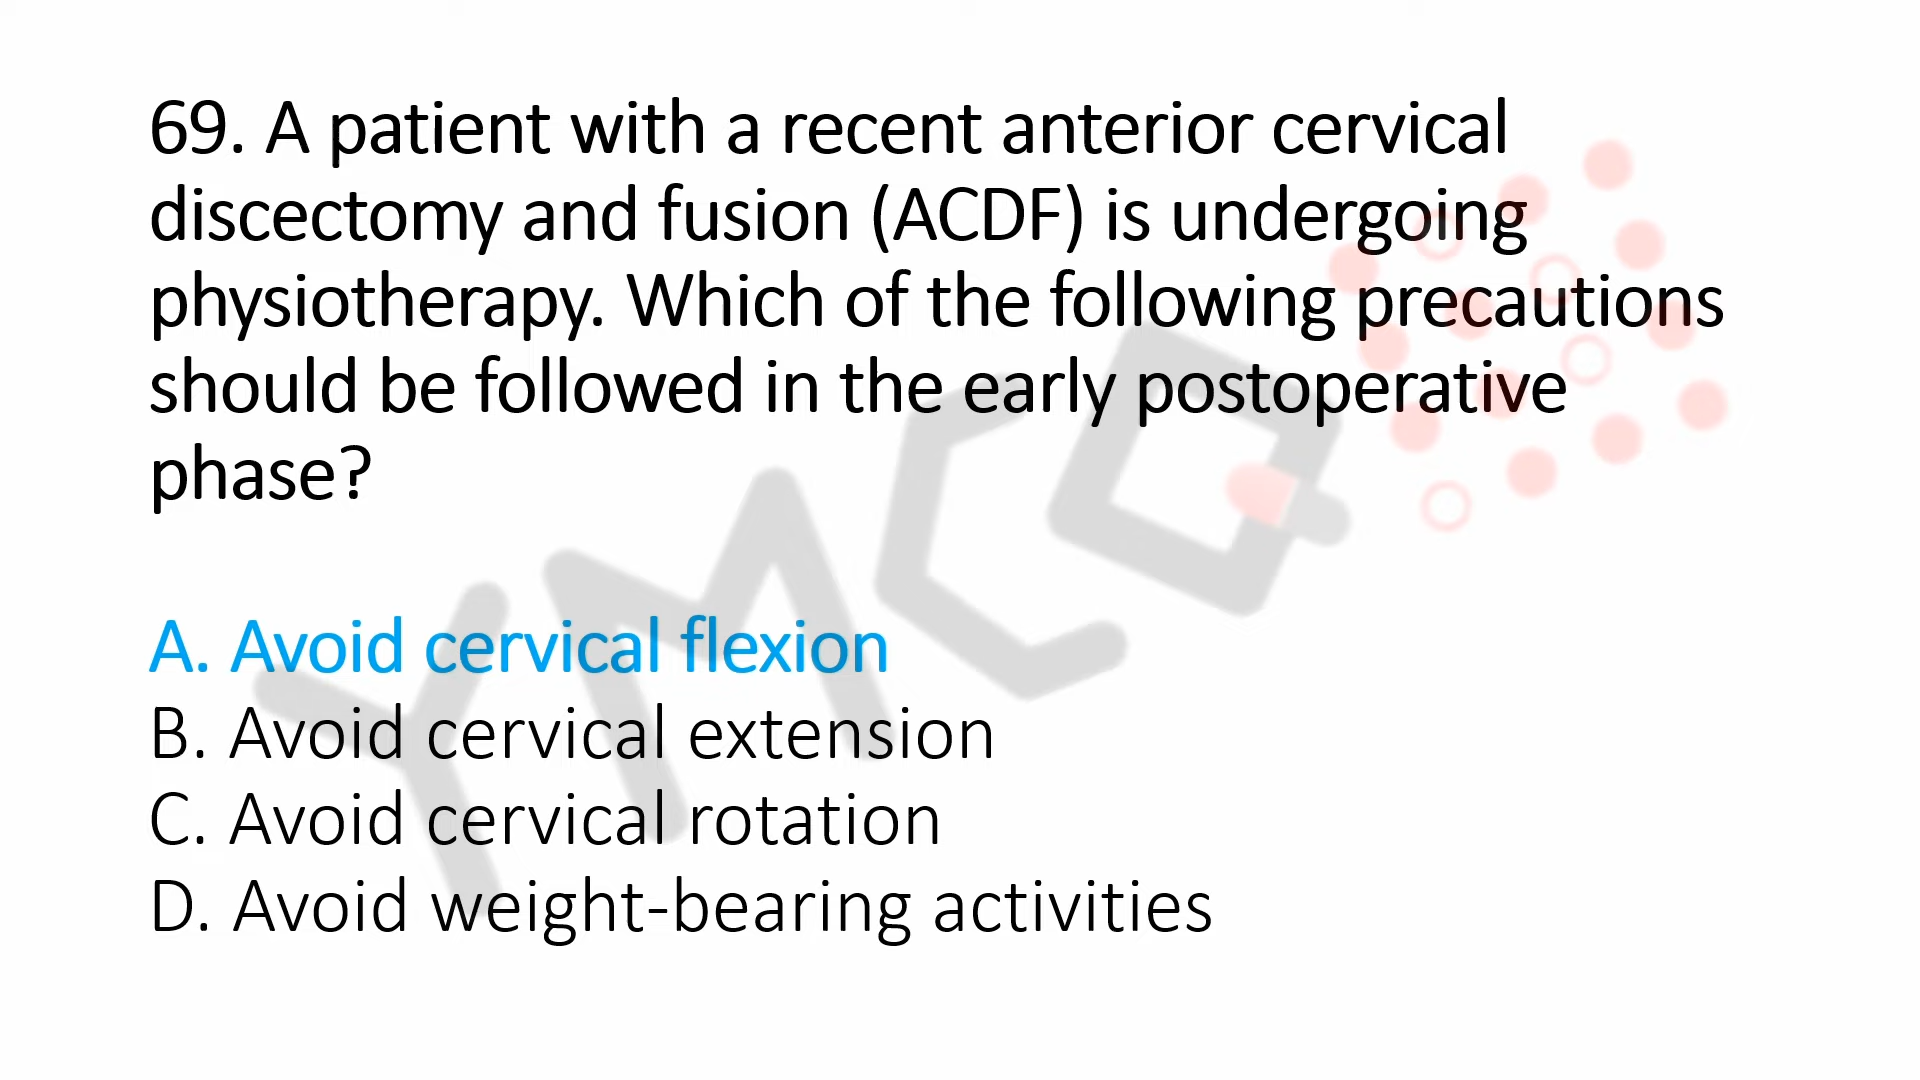 69. A patient with a recent anterior cervical
discectomy and fusion (ACDF) is undergoing
physiotherapy. Which of the following precautions
should be followed in the early postoperative
phase?
A. Avoid cervical flexion
B. Avoid cervical extension
C. Avoid cervical rotation
D. Avoid weight-bearing activities
YMCQ